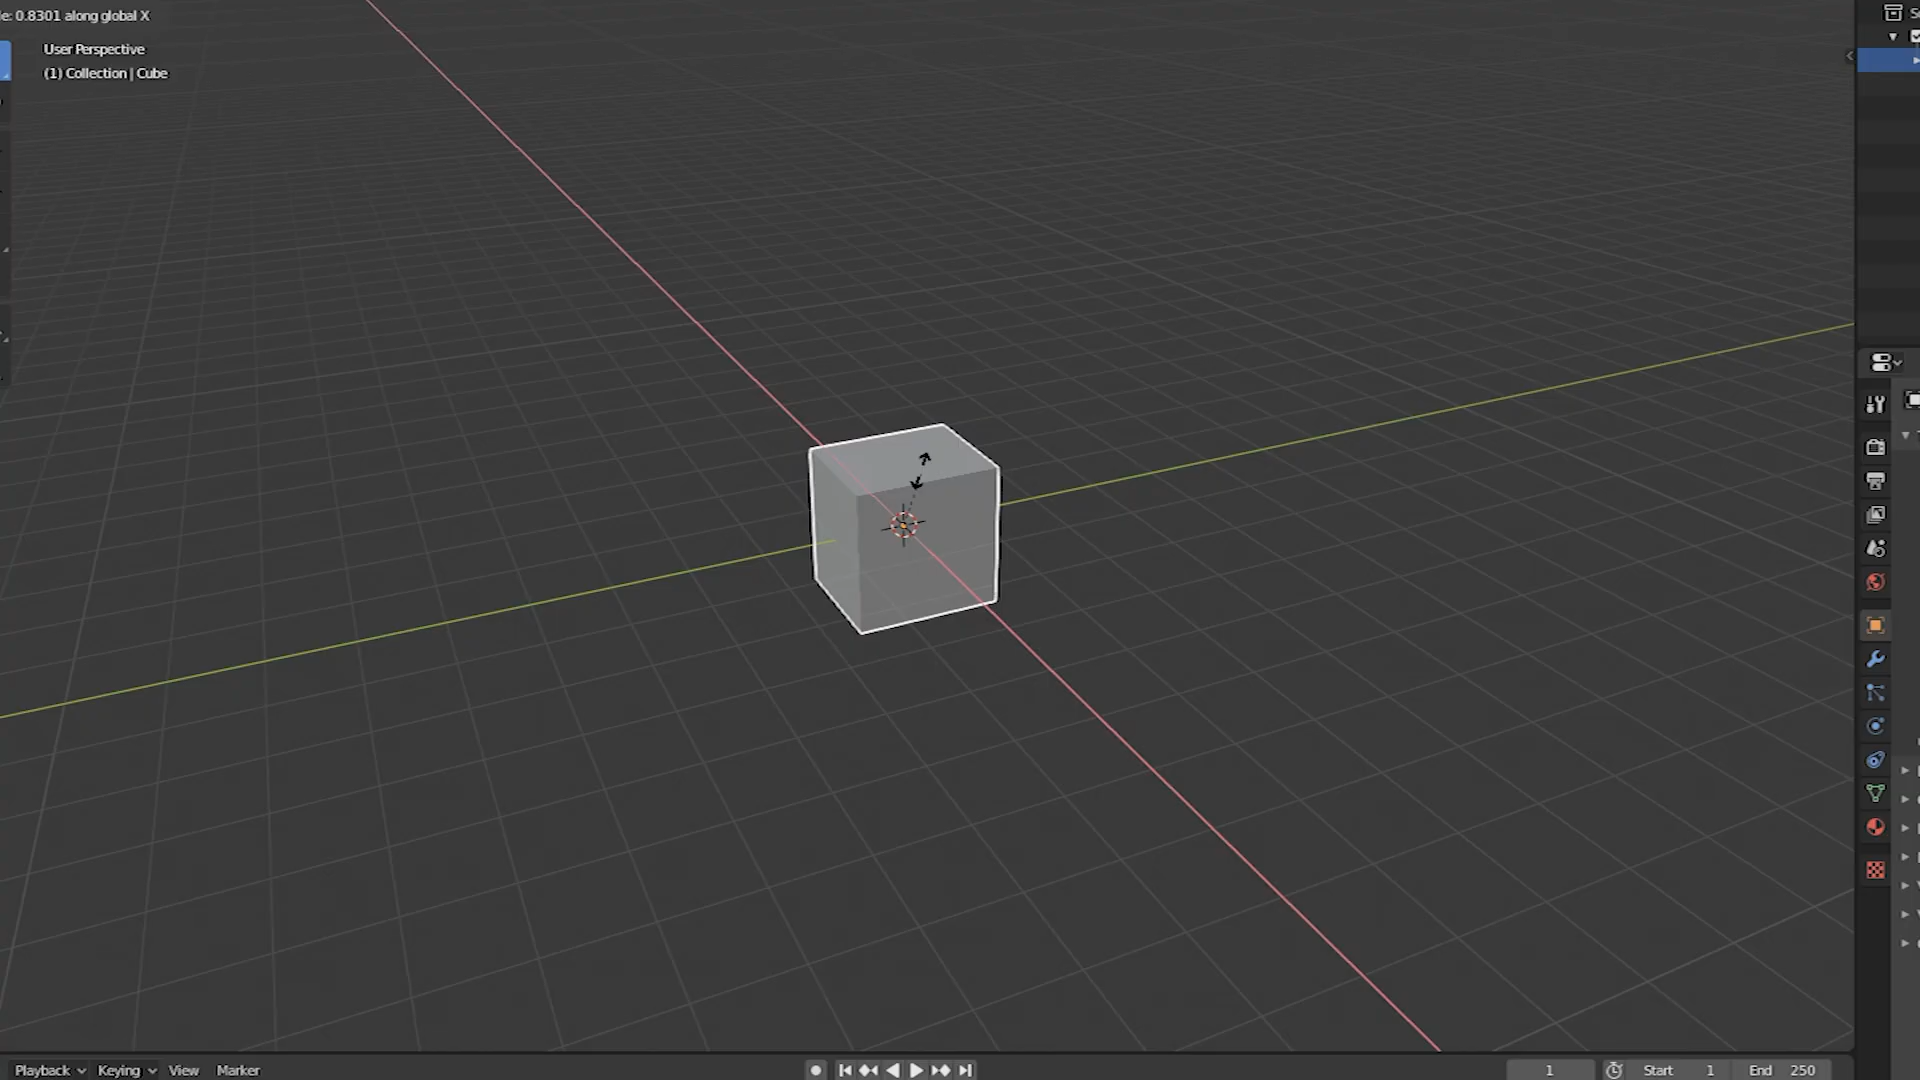 e: 0.8301 along global X
User Perspective
(1) Collection | Cube
Playback Keying View Marker 1 Start 1 End 250